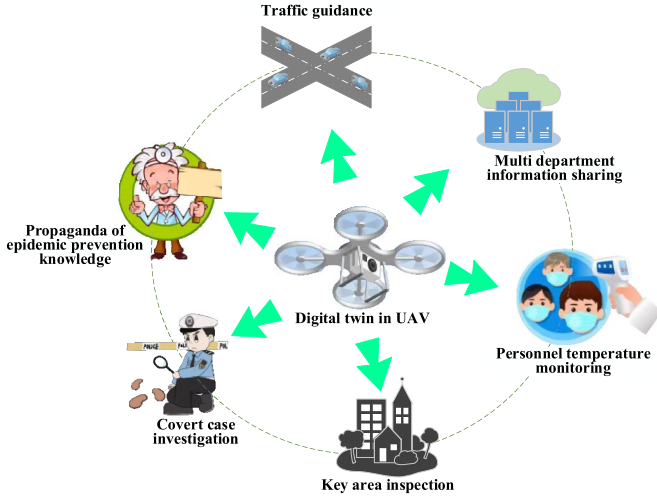 Traffic guidance
Multi department
information sharing
Propaganda of
epidemic prevention
knowledge
Digital twin in UAV
Personnel temperature
monitoring
POLICE
Covert case
investigation
Key area inspection